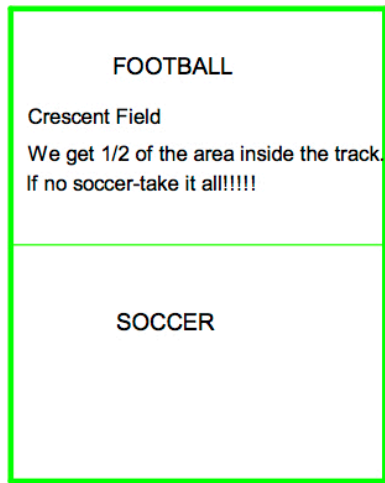 FOOTBALL
Crescent Field
We get 1/2 of the area inside the track.
If no soccer-take it all!!!!!
SOCCER